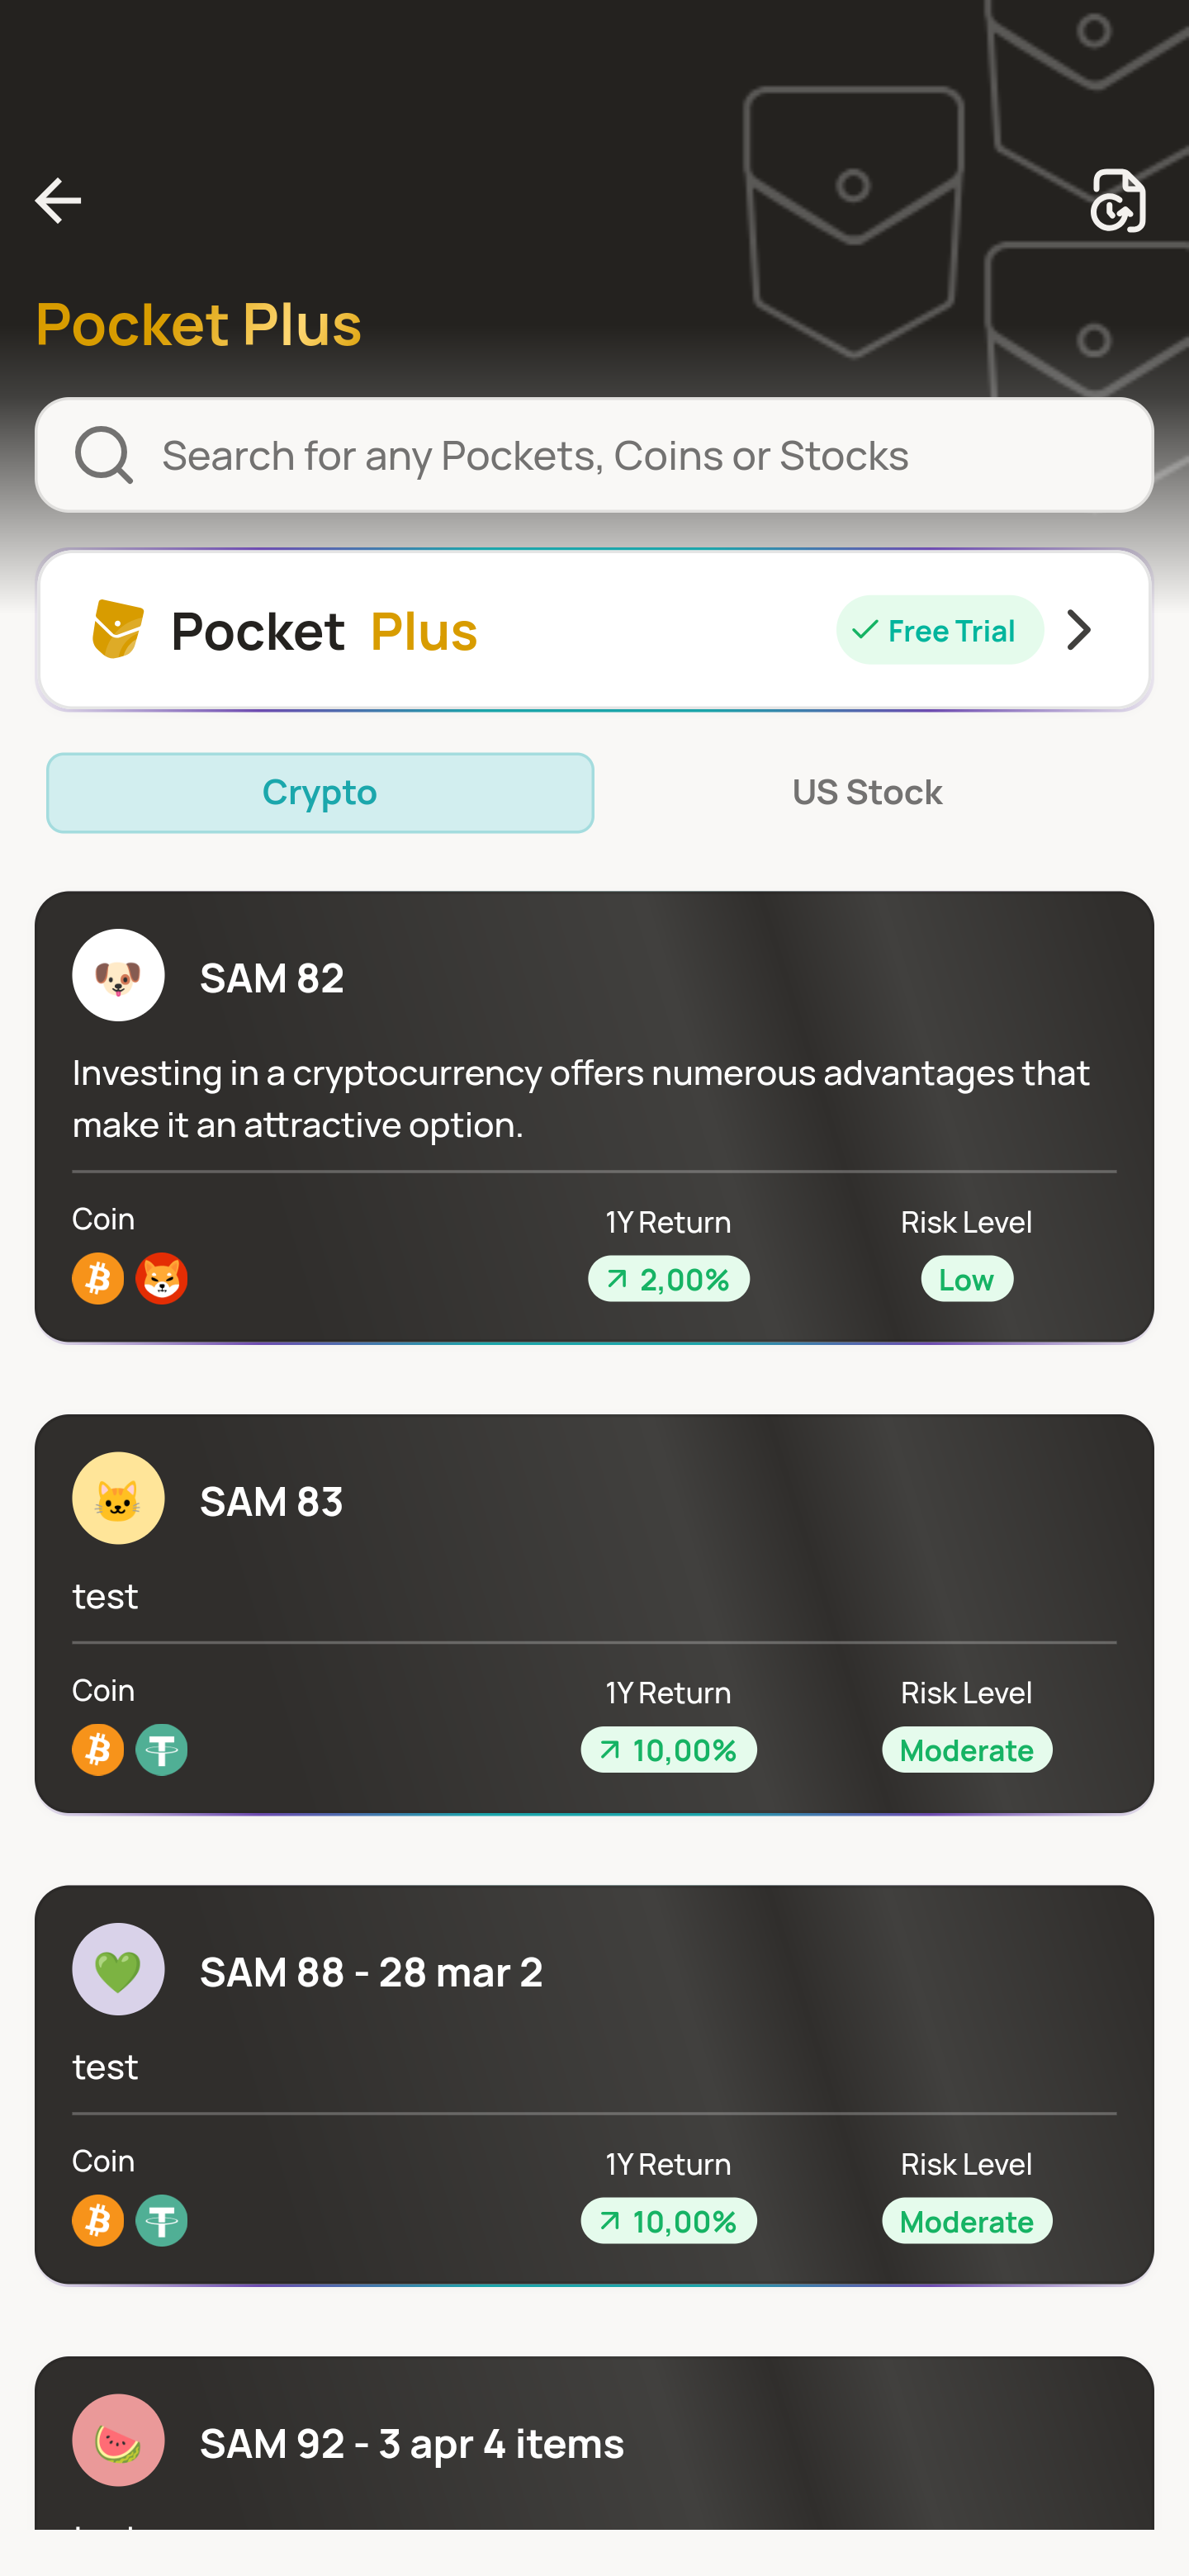 Pocket Plus
Search for any Pockets, Coins or Stocks
Pocket Plus
Free Trial
Crypto
US Stock
SAM 82
Investing in a cryptocurrency offers numerous advantages that
make it an attractive option.
Coin
1Y Return
Risk Level
2,00%
Low
SAM 83
test
Coin
1Y Return
Risk Level
10,00%
Moderate
SAM 88 - 28 mar 2
test
Coin
1Y Return
Risk Level
10,00%
Moderate
SAM 92 - 3 apr 4 items